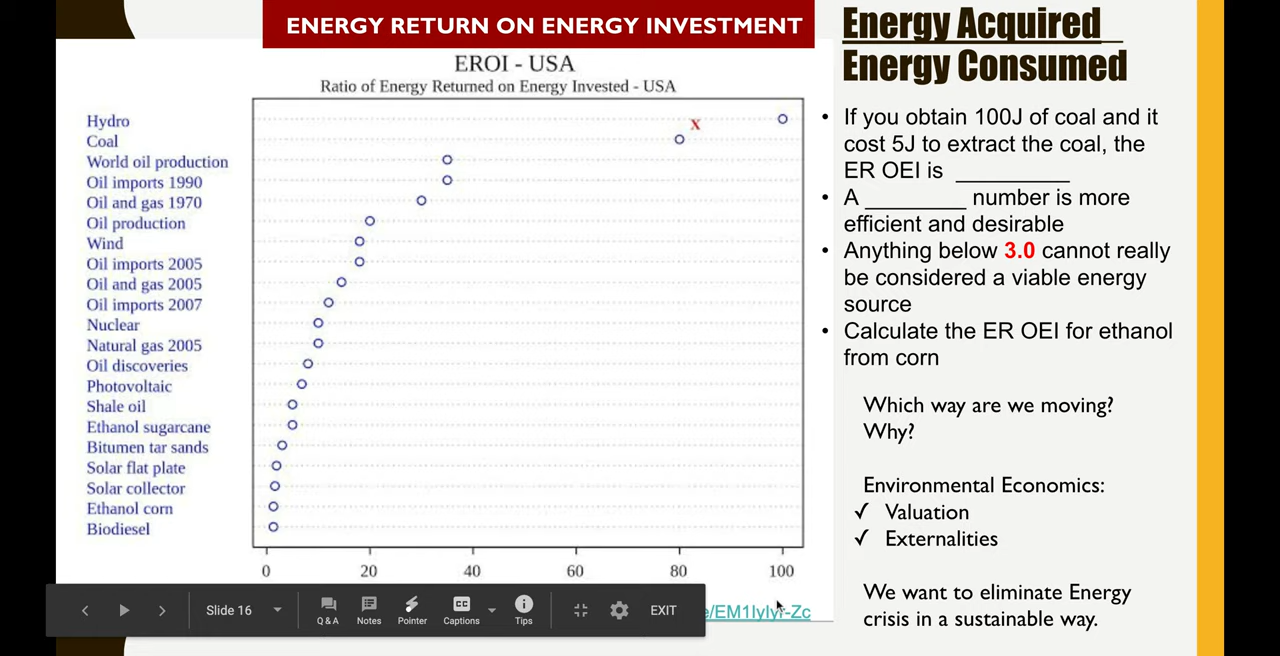 ENERGY RETURN ON ENERGY INVESTMENT
EROI - USA
Ratio of Energy Returned on Energy Invested - USA
Hydro
X
Coal
World oil production
Oil imports 1990
Oil and gas 1970
Oil production
Wind
Oil imports 2005
Oil and gas 2005
Oil imports 2007
Nuclear
Natural gas 2005
Oil discoveries
Photovoltaic
Shale oil
Ethanol sugarcane
Bitumen tar sands
Solar flat plate
Solar collector
Ethanol corn
Biodiesel
0 20 40 60 80 100
Energy Acquired
Energy Consumed
• If you obtain 100J of coal and it
cost 5J to extract the coal, the
ER OEI is _________
• A ________ number is more
efficient and desirable
• Anything below 3.0 cannot really
be considered a viable energy
source
• Calculate the ER OEI for ethanol
from corn
Which way are we moving?
Why?
Environmental Economics:
✓ Valuation
✓ Externalities
We want to eliminate Energy
crisis in a sustainable way.
Slide 16
Q & A
Notes
Pointer
CC
Captions
Tips
EXIT